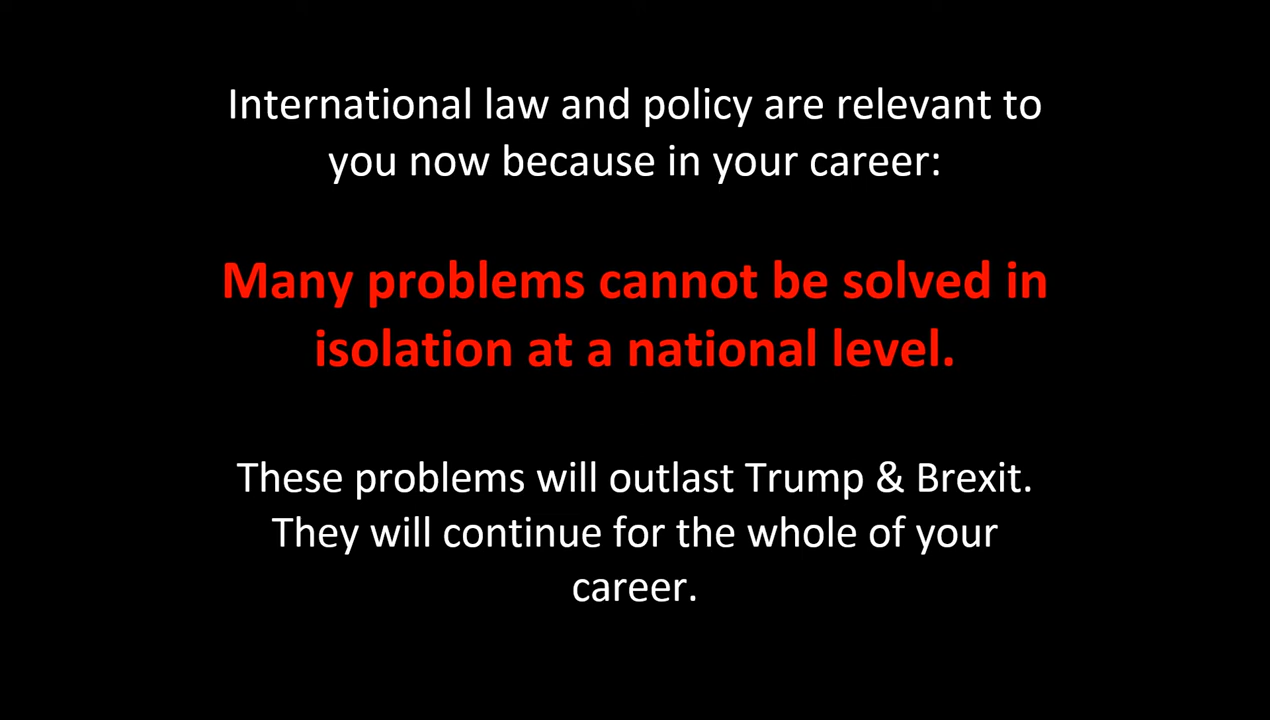 International law and policy are relevant to
you now because in your career:
Many problems cannot be solved in
isolation at a national level.
These problems will outlast Trump & Brexit.
They will continue for the whole of your
career.